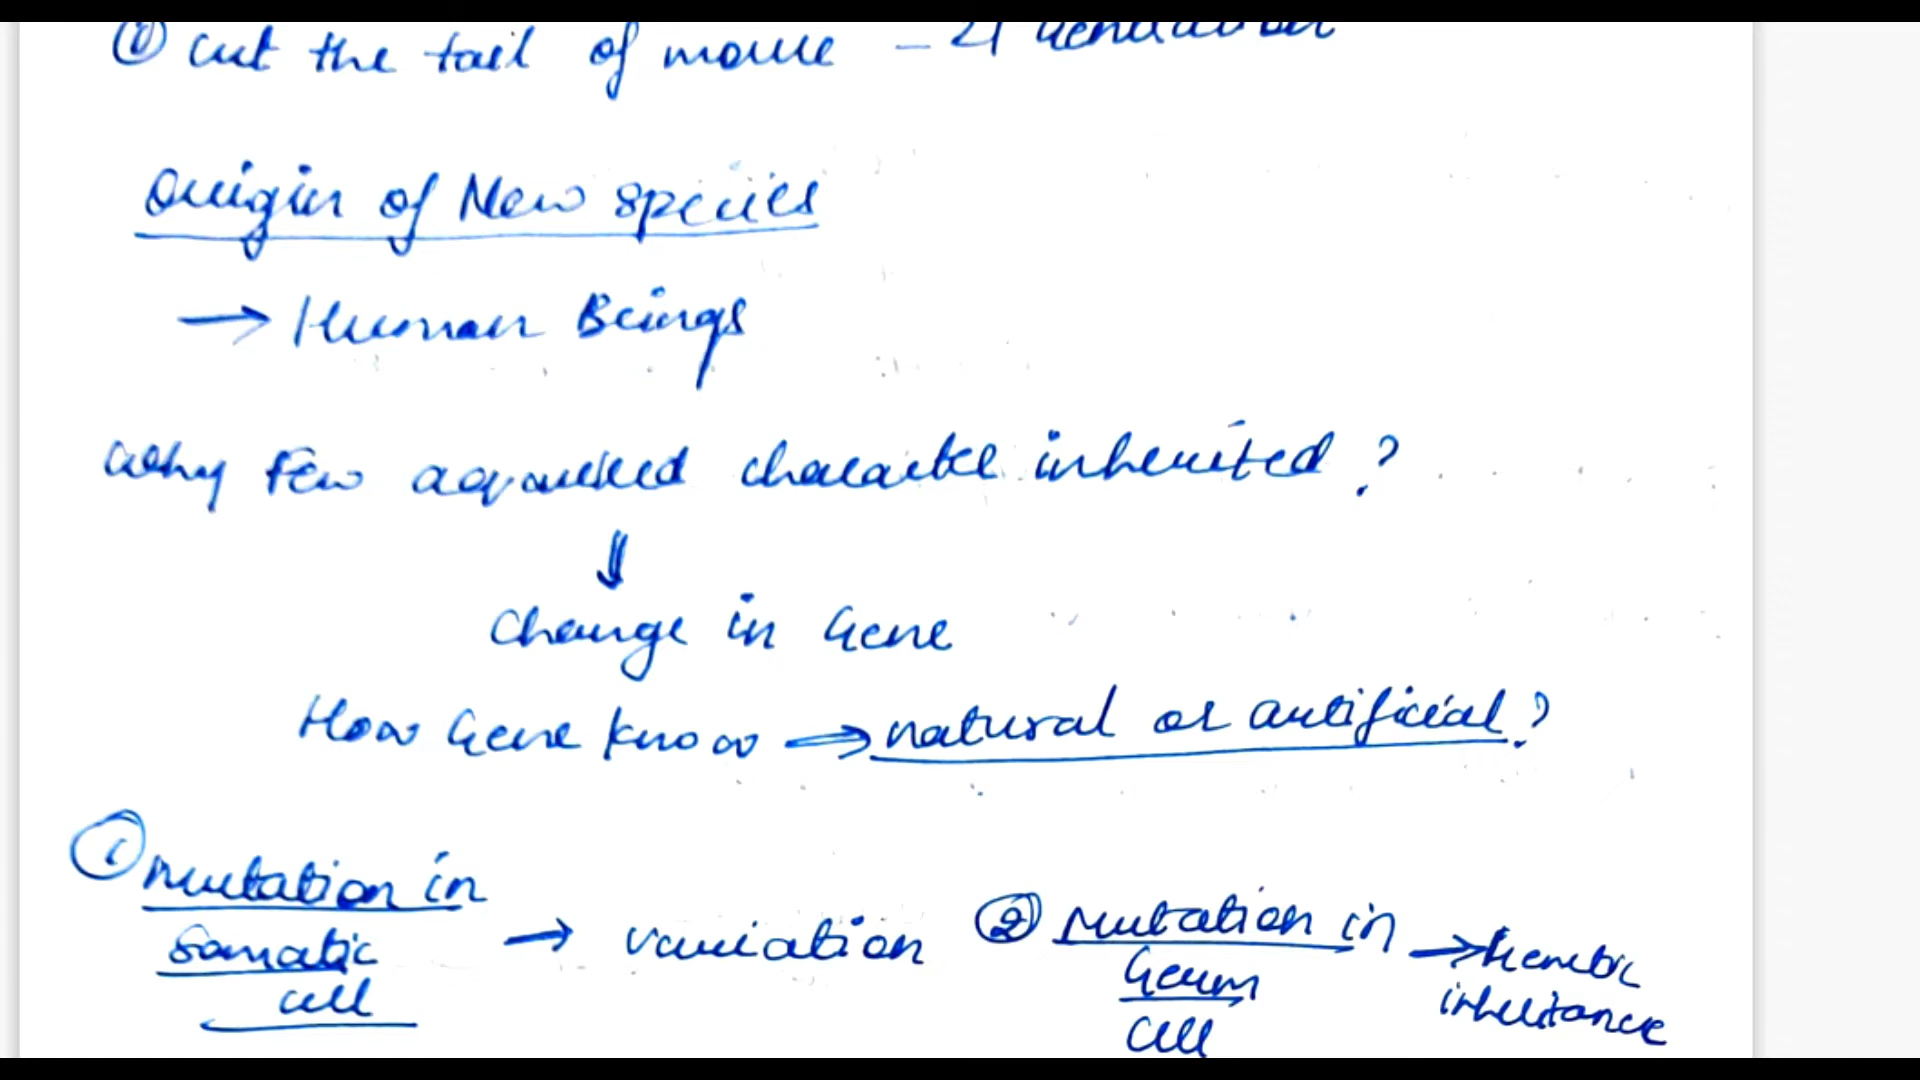 ② cut the tail of mouse - 21
Origin of New species
→ Human Beings
Why Few acquired character inherited ?
↓
Change in Gene
How Gene know → natural or artificial ?
① Mutation in → variation ② Mutation in → Genetic
Somatic Germ inheritance
cell Cell